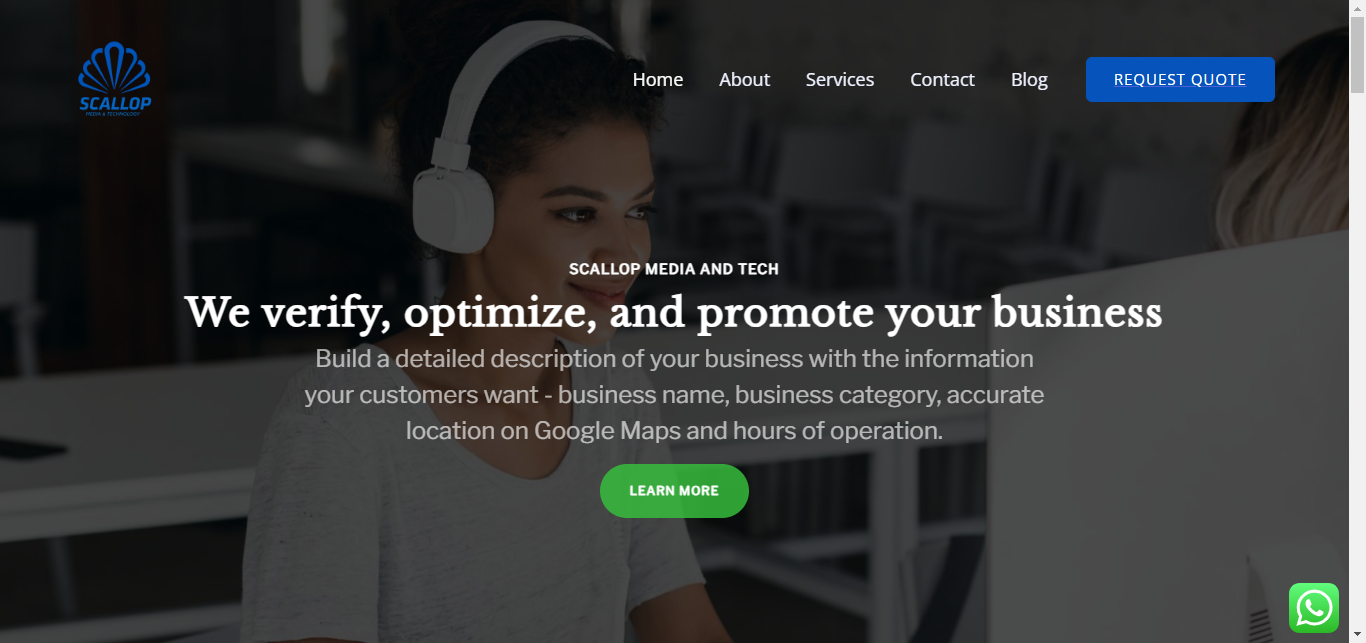 SCALLOP
MEDIA & TECHNOLOGY
Home About Services Contact Blog REQUEST QUOTE
SCALLOP MEDIA AND TECH
We verify, optimize, and promote your business
Build a detailed description of your business with the information
your customers want - business name, business category, accurate
location on Google Maps and hours of operation.
LEARN MORE